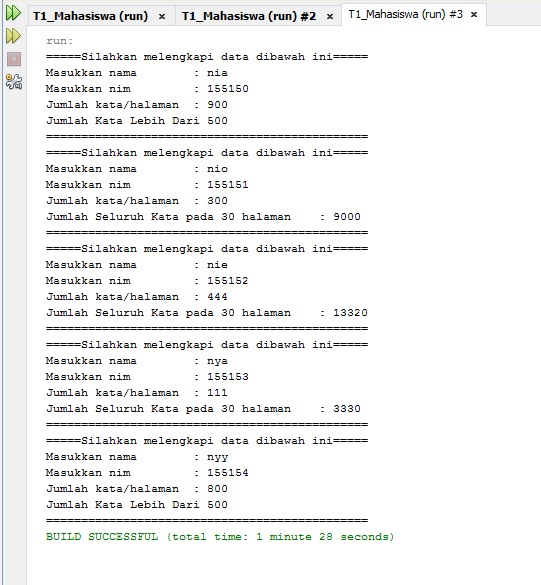 T1_Mahasiswa (run) × T1_Mahasiswa (run) #2 × T1_Mahasiswa (run) #3 ×
run:
=====Silahkan melengkapi data dibawah ini=====
Masukkan nama : nia
Masukkan nim : 155150
Jumlah kata/halaman : 900
Jumlah Kata Lebih Dari 500
==============================================
=====Silahkan melengkapi data dibawah ini=====
Masukkan nama : nio
Masukkan nim : 155151
Jumlah kata/halaman : 300
Jumlah Seluruh Kata pada 30 halaman : 9000
==============================================
=====Silahkan melengkapi data dibawah ini=====
Masukkan nama : nie
Masukkan nim : 155152
Jumlah kata/halaman : 444
Jumlah Seluruh Kata pada 30 halaman : 13320
==============================================
=====Silahkan melengkapi data dibawah ini=====
Masukkan nama : nya
Masukkan nim : 155153
Jumlah kata/halaman : 111
Jumlah Seluruh Kata pada 30 halaman : 3330
==============================================
=====Silahkan melengkapi data dibawah ini=====
Masukkan nama : nyy
Masukkan nim : 155154
Jumlah kata/halaman : 800
Jumlah Kata Lebih Dari 500
==============================================
BUILD SUCCESSFUL (total time: 1 minute 28 seconds)